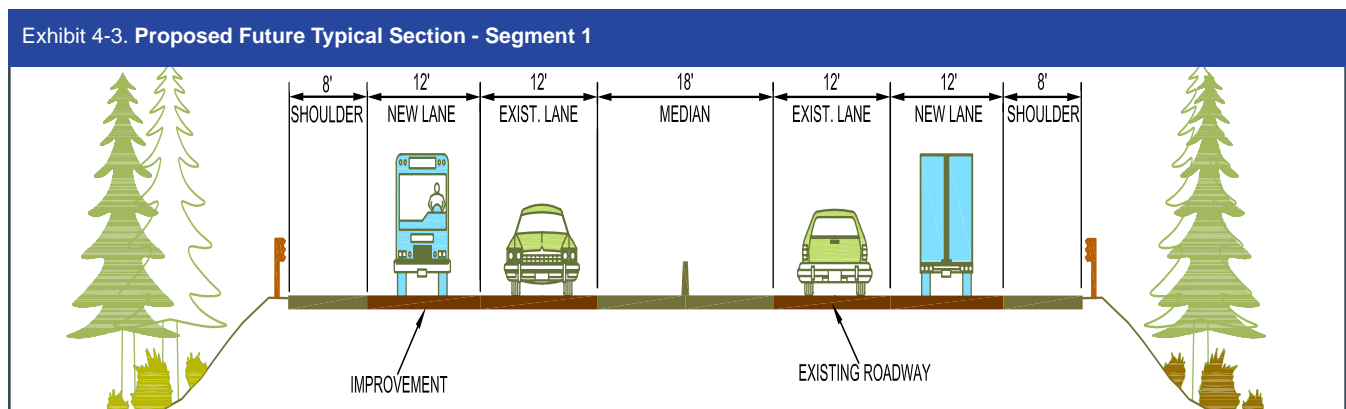 Exhibit 4-3. Proposed Future Typical Section - Segment 1
8' 12' 12' 18' 12' 12' 8'
SHOULDER NEW LANE EXIST. LANE MEDIAN EXIST. LANE NEW LANE SHOULDER
EXISTING ROADWAY
IMPROVEMENT